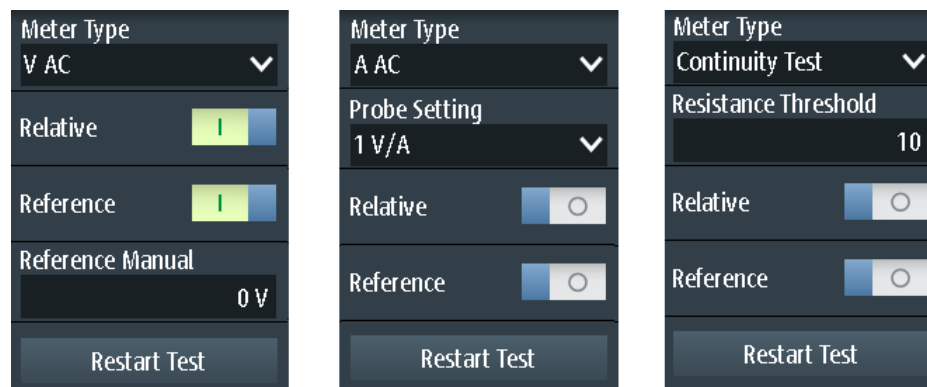 Meter Type
V AC
Relative
I
Reference
I
Reference Manual
0 V
Restart Test
Meter Type
A AC
Probe Setting
1 V/A
Relative
Reference
Restart Test
Meter Type
Continuity Test
Resistance Threshold
10
Relative
Reference
Restart Test